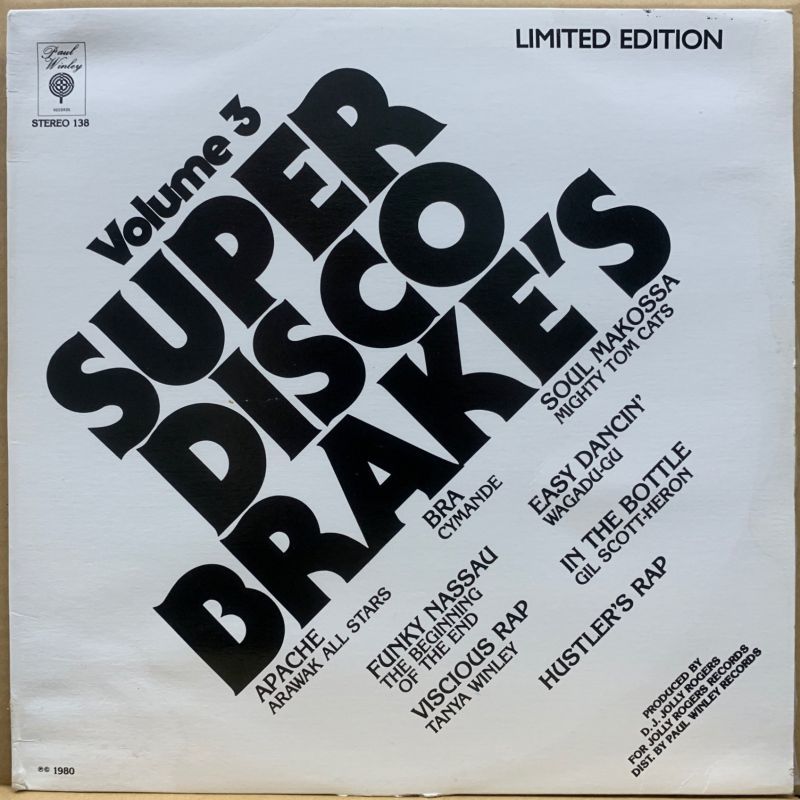 LIMITED EDITION
Paul
Winley
RECORDS
STEREO 138
Volume 3
SUPER
DISCO
BRAKE'S
SOUL MAKOSSA
MIGHTY TOM CATS
BRA
CYMANDE
EASY DANCIN'
WAGADU-GU
APACHE
ARAWAK ALL STARS
FUNKY NASSAU
THE BEGINNING
OF THE END
IN THE BOTTLE
GIL SCOTT-HERON
VISCIOUS RAP
TANYA WINLEY
HUSTLER'S RAP
PRODUCED BY
D. J. JOLLY ROGERS
FOR JOLLY ROGERS RECORDS
DIST. BY PAUL WINLEY RECORDS
℗© 1980